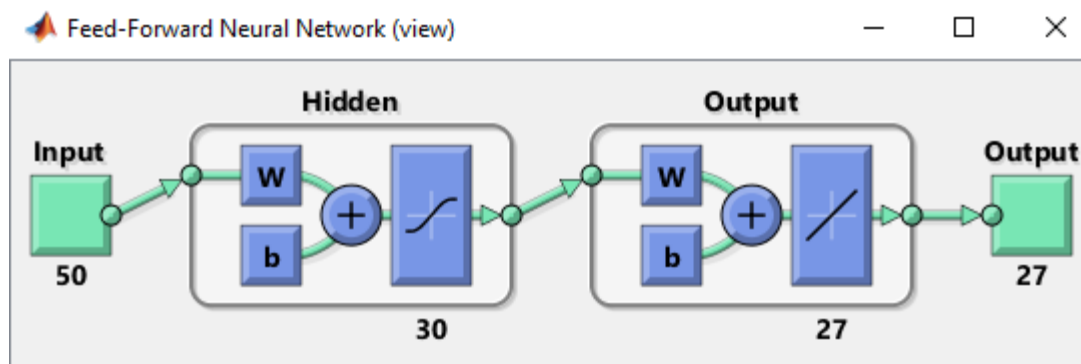 Feed-Forward Neural Network (view)
Hidden
Output
Input
Output
W
W
+
+
b
b
50
27
30
27